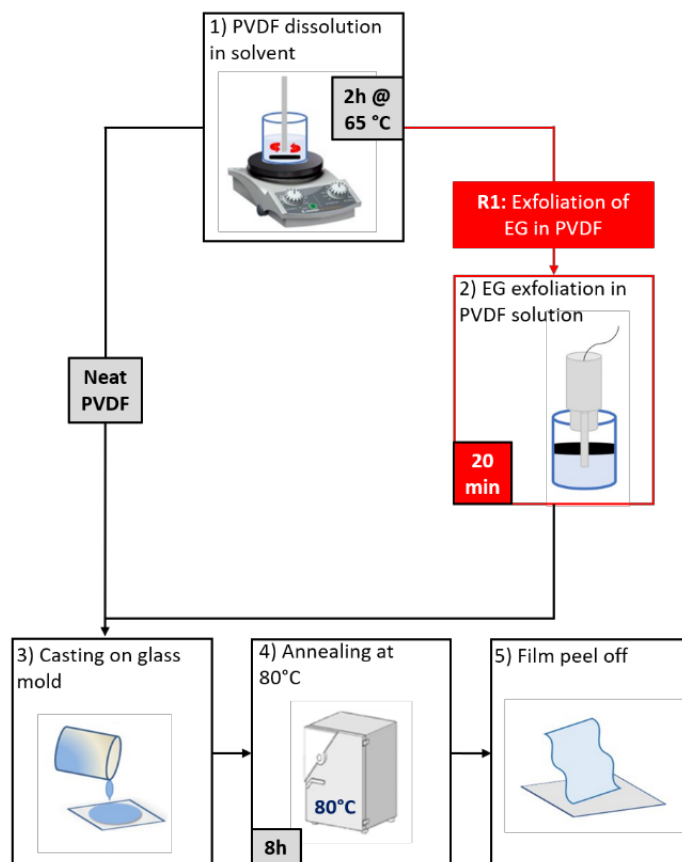 1) PVDF dissolution
in solvent
2h @
65 °C
R1: Exfoliation of
EG in PVDF
2) EG exfoliation in
PVDF solution
20
min
Neat
PVDF
3) Casting on glass
mold
4) Annealing at
80°C
80°C
8h
5) Film peel off